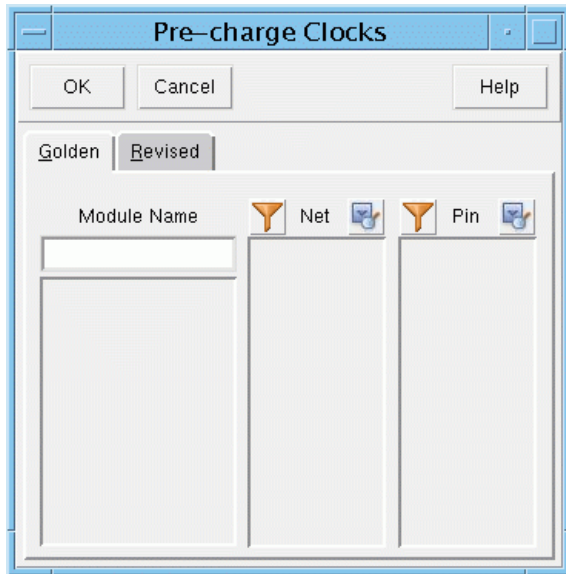 Pre-charge Clocks
OK Cancel Help
Golden Revised
Module Name Net Pin